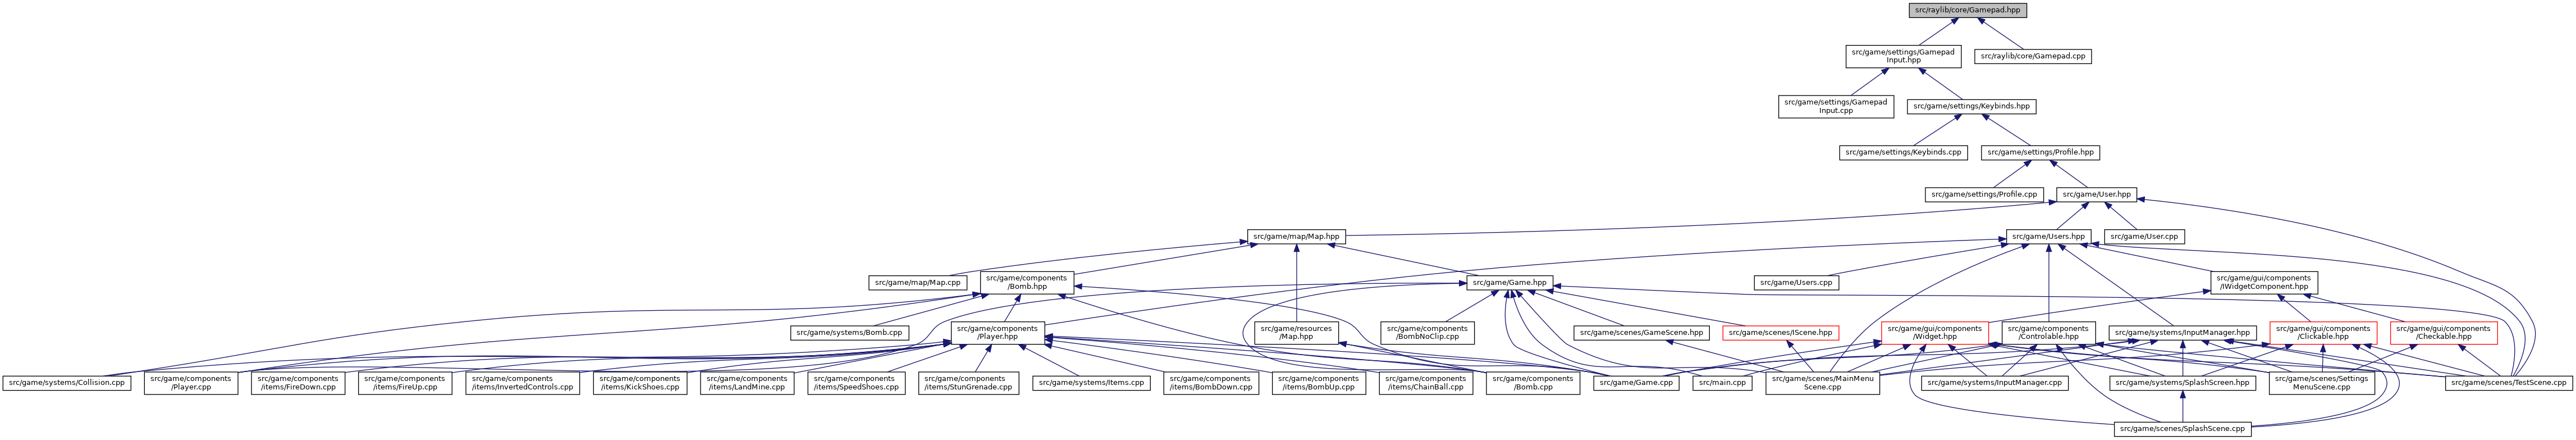 src/raylib/core/Gamepad.hpp
src/game/settings/Gamepad
Input.hpp
src/raylib/core/Gamepad.cpp
src/game/settings/Gamepad
Input.cpp
src/game/settings/Keybinds.hpp
src/game/settings/Keybinds.cpp
src/game/settings/Profile.hpp
src/game/settings/Profile.cpp
src/game/User.hpp
src/game/map/Map.hpp
src/game/Users.hpp
src/game/User.cpp
src/game/map/Map.cpp
src/game/components
/Bomb.hpp
src/game/Game.hpp
src/game/Users.cpp
src/game/gui/components
/IWidgetComponent.hpp
src/game/systems/Bomb.cpp
src/game/components
/Player.hpp
src/game/resources
/Map.hpp
src/game/components
/BombNoClip.cpp
src/game/scenes/GameScene.hpp
src/game/scenes/IScene.hpp
src/game/gui/components
/Widget.hpp
src/game/components
/Controlable.hpp
src/game/systems/InputManager.hpp
src/game/gui/components
/Clickable.hpp
src/game/gui/components
/Checkable.hpp
src/game/systems/Collision.cpp
src/game/components
/Player.cpp
src/game/components
/items/FireDown.cpp
src/game/components
/items/FireUp.cpp
src/game/components
/items/InvertedControls.cpp
src/game/components
/items/KickShoes.cpp
src/game/components
/items/LandMine.cpp
src/game/components
/items/SpeedShoes.cpp
src/game/components
/items/StunGrenade.cpp
src/game/systems/Items.cpp
src/game/components
/items/BombDown.cpp
src/game/components
/items/BombUp.cpp
src/game/components
/items/ChainBall.cpp
src/game/components
/Bomb.cpp
src/game/Game.cpp
src/main.cpp
src/game/scenes/MainMenu
Scene.cpp
src/game/systems/InputManager.cpp
src/game/systems/SplashScreen.hpp
src/game/scenes/Settings
MenuScene.cpp
src/game/scenes/TestScene.cpp
src/game/scenes/SplashScene.cpp